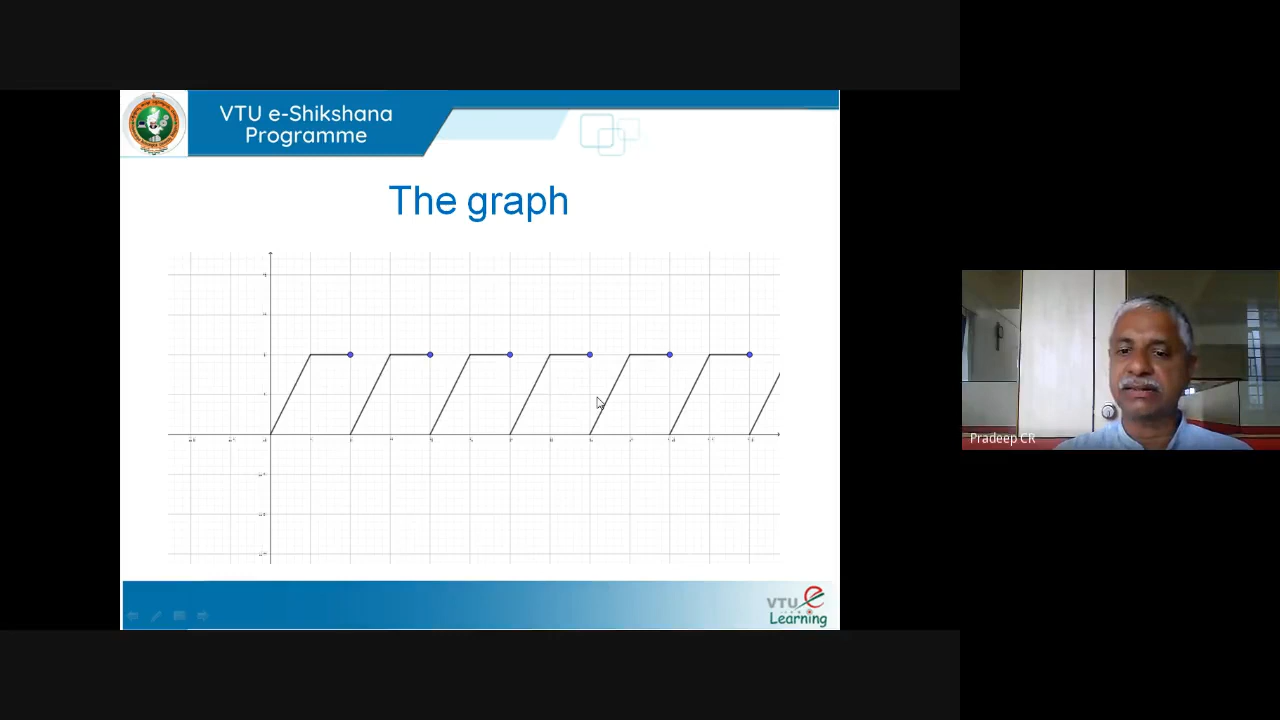 VTU e-Shikshana
Programme
The graph
Pradeep CR
VTU
Learning